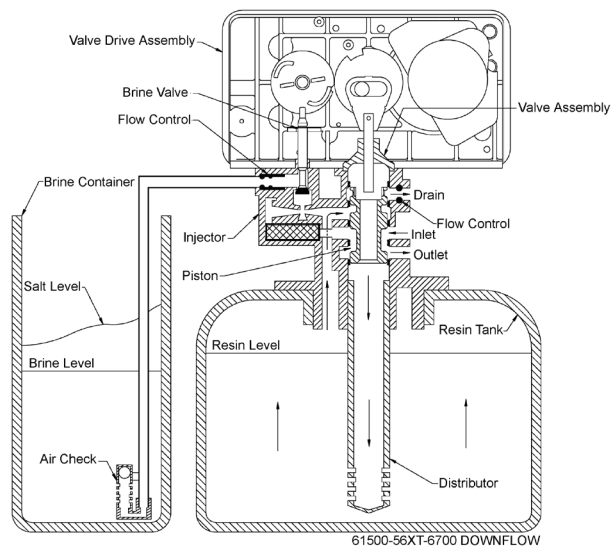 Valve Drive Assembly
Brine Valve
Valve Assembly
Flow Control
Brine Container
Drain
Flow Control
Injector
Inlet
Outlet
Piston
Salt Level
Resin Tank
Resin Level
Brine Level
Air Check
Distributor
61500-56XT-6700 DOWNFLOW